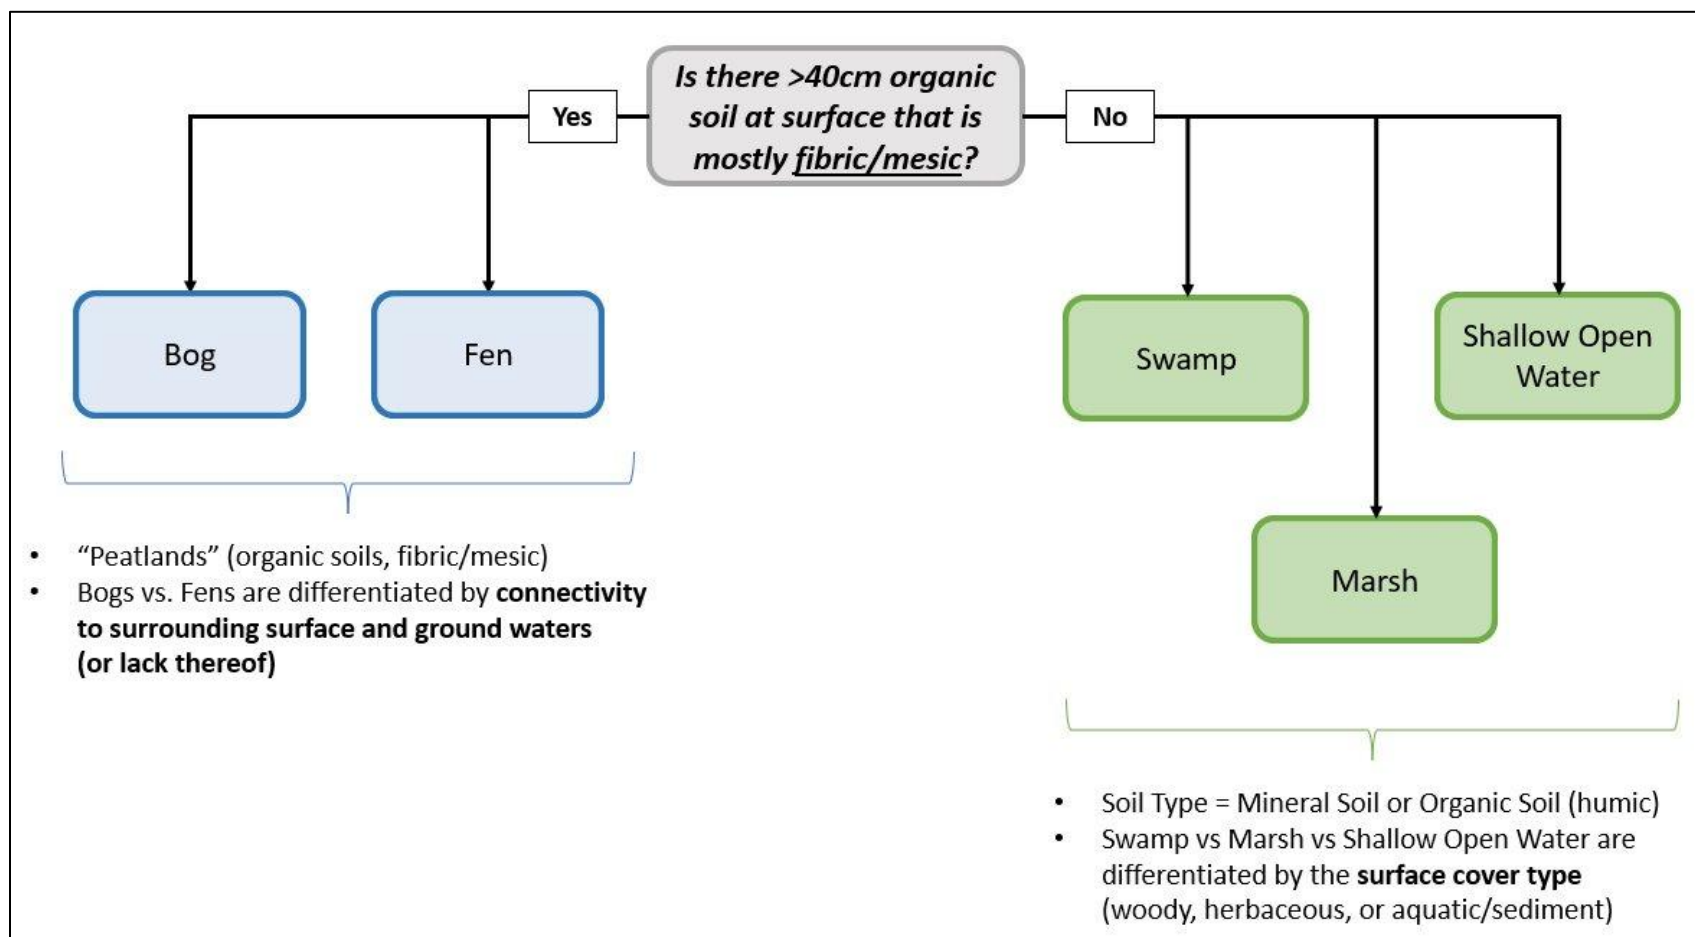 Is there >40cm organic
soil at surface that is
mostly fibric/mesic?
Yes
No
Bog
Fen
Swamp
Shallow Open
Water
Marsh
• “Peatlands” (organic soils, fibric/mesic)
• Bogs vs. Fens are differentiated by connectivity
to surrounding surface and ground waters
(or lack thereof)
• Soil Type = Mineral Soil or Organic Soil (humic)
• Swamp vs Marsh vs Shallow Open Water are
differentiated by the surface cover type
(woody, herbaceous, or aquatic/sediment)